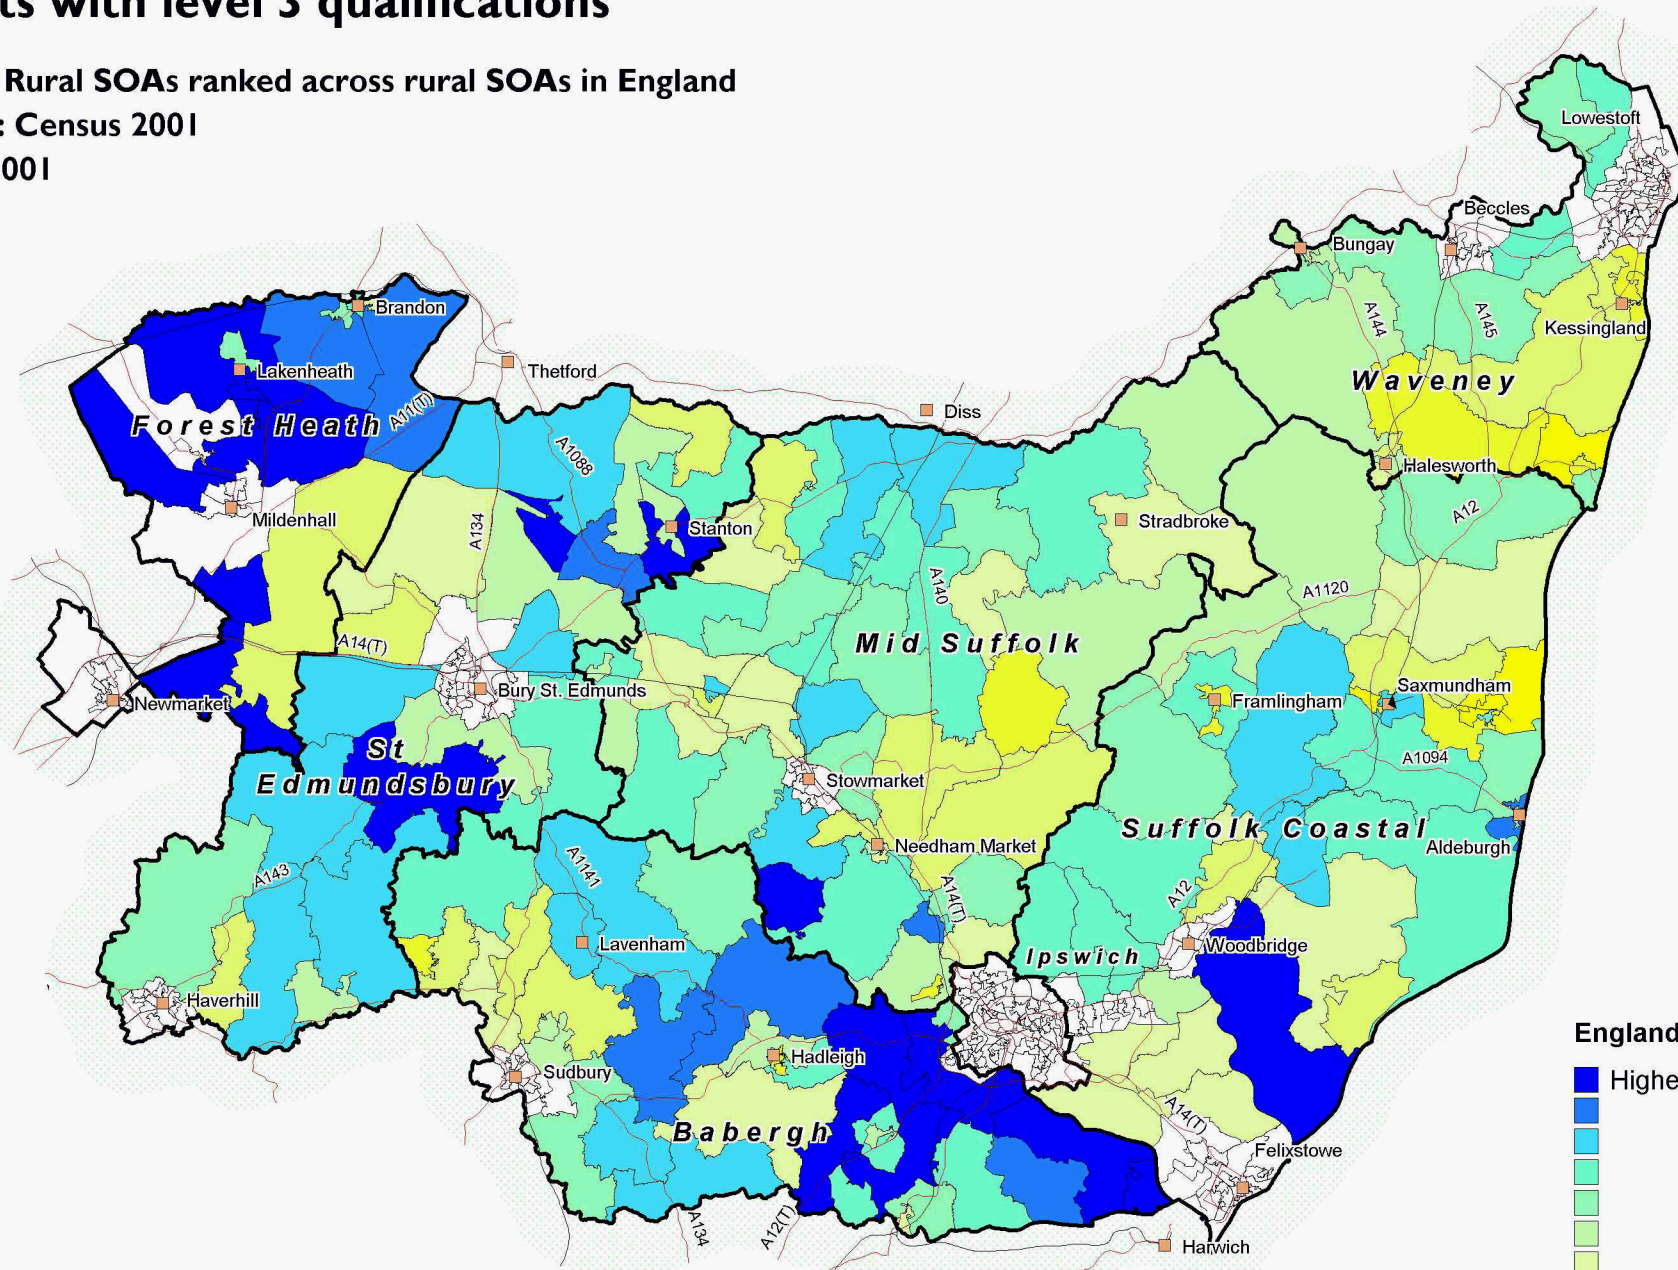 ts with level 3 qualifications
Rural SOAs ranked across rural SOAs in England
: Census 2001
001
Lowestoft
Beccles
Bungay
Brandon
A144
A145
Kessingland
Lakenheath
Thetford
Waveney
A11(T)
Diss
Forest Heath
A1088
Halesworth
A12
Mildenhall
A134
Stanton
Stradbroke
A140
A1120
A14(T)
Mid Suffolk
Newmarket
Bury St. Edmunds
Framlingham
Saxmundham
St
Edmundsbury
A1094
Stowmarket
Suffolk Coastal
Needham Market
Aldeburgh
A143
A1141
A14(T)
A12
Lavenham
Ipswich
Woodbridge
Haverhill
England
Hadleigh
Sudbury
Highe
A14(T)
Babergh
Felixstowe
A134
A12(T)
Harwich